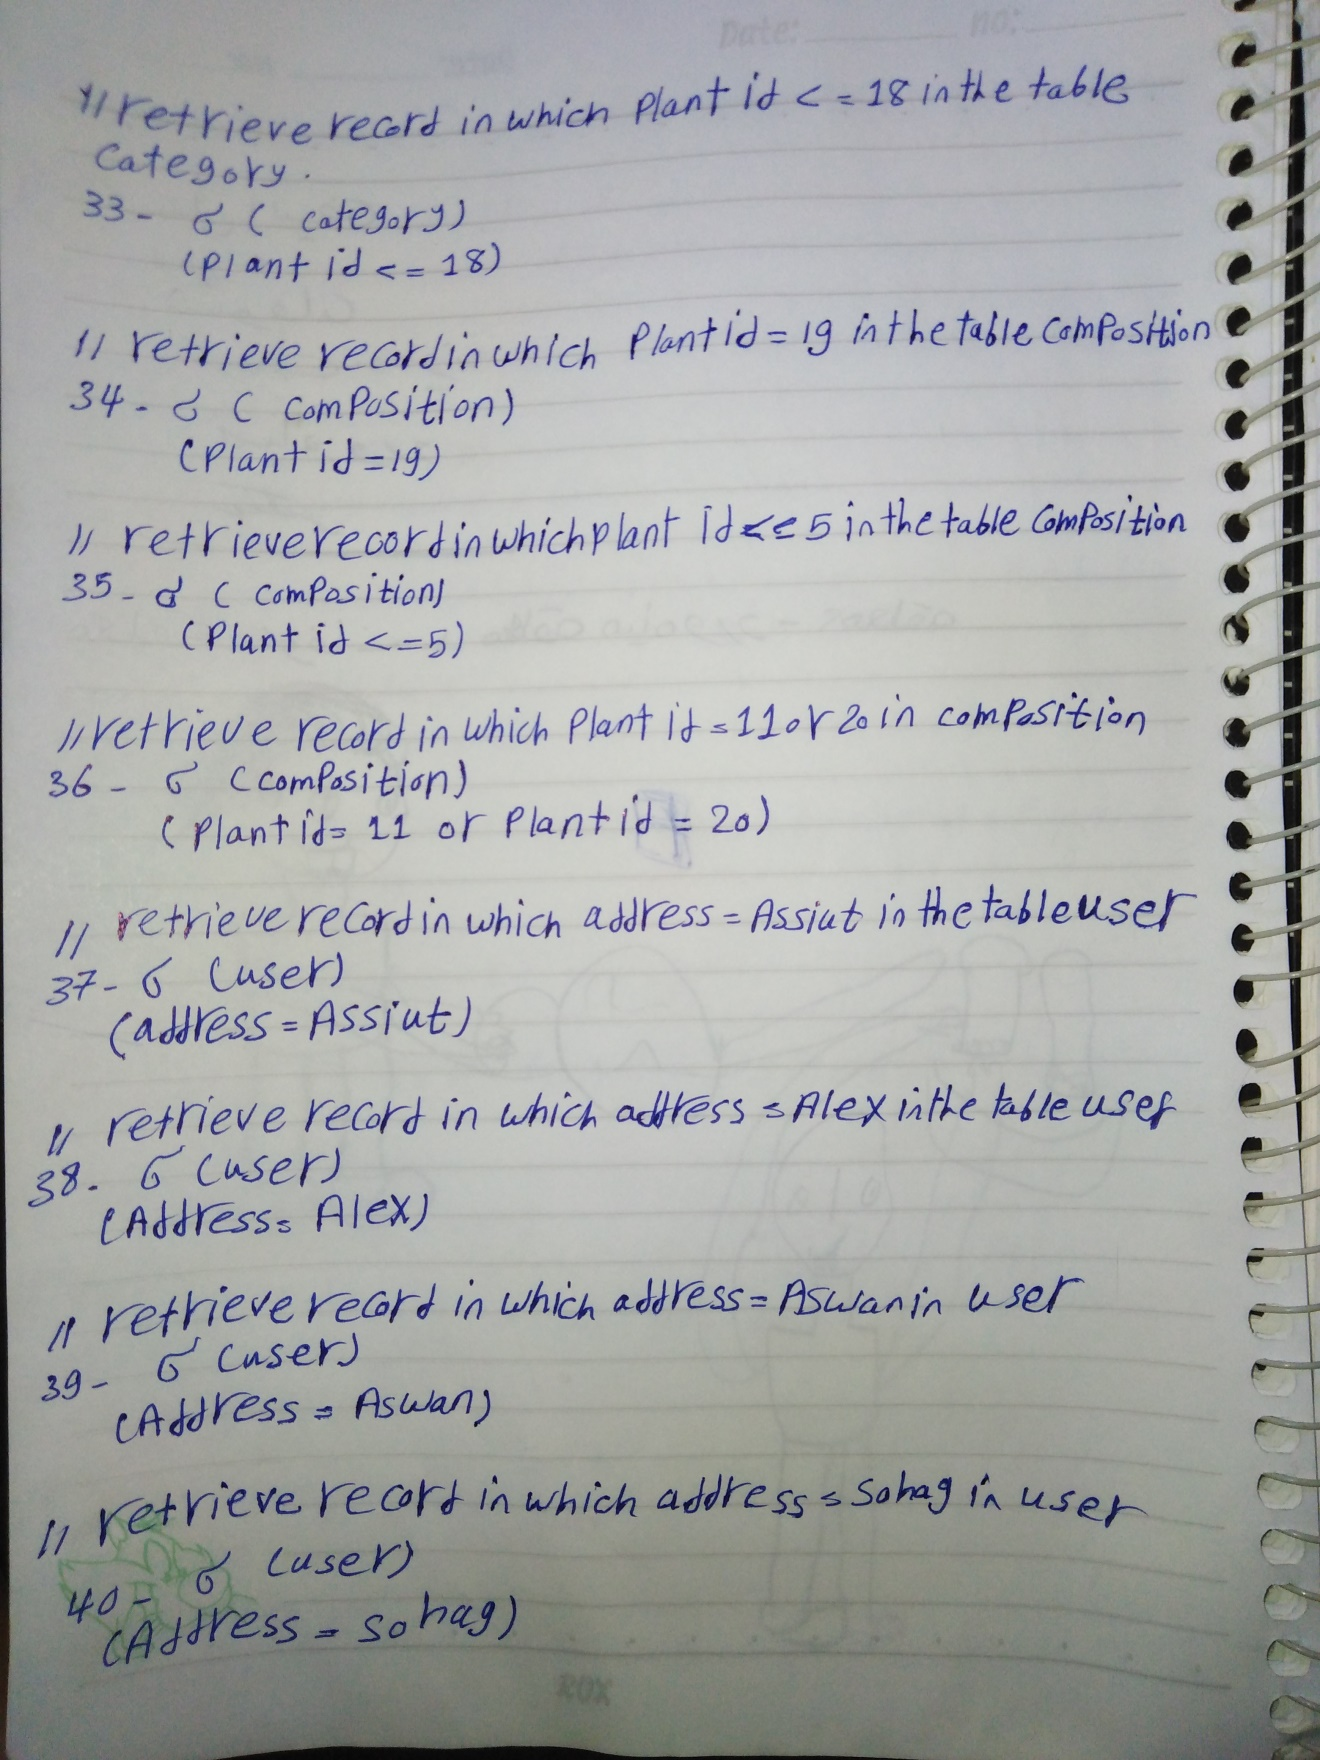 Date: no:
// retrieve record in which Plant id <= 18 in the table
Category.
33- σ ( category)
(Plant id <= 18)
// retrieve record in which Plant id = 19 in the table Composition
34- σ ( composition)
(Plant id = 19)
// retrieve record in which plant id <= 5 in the table Composition
35- σ ( composition)
(Plant id <= 5)
// retrieve record in which Plant id = 11 or 20 in composition
36- σ (composition)
(Plant id = 11 or Plant id = 20)
// retrieve record in which address = Assiut in the table user
37- σ (user)
(address = Assiut)
// retrieve record in which address = Alex in the table user
38- σ (user)
(Address = Alex)
// retrieve record in which address = Aswan in user
39- σ (user)
(Address = Aswan)
// retrieve record in which address = sohag in user
40- σ (user)
(Address = sohag)
ROX